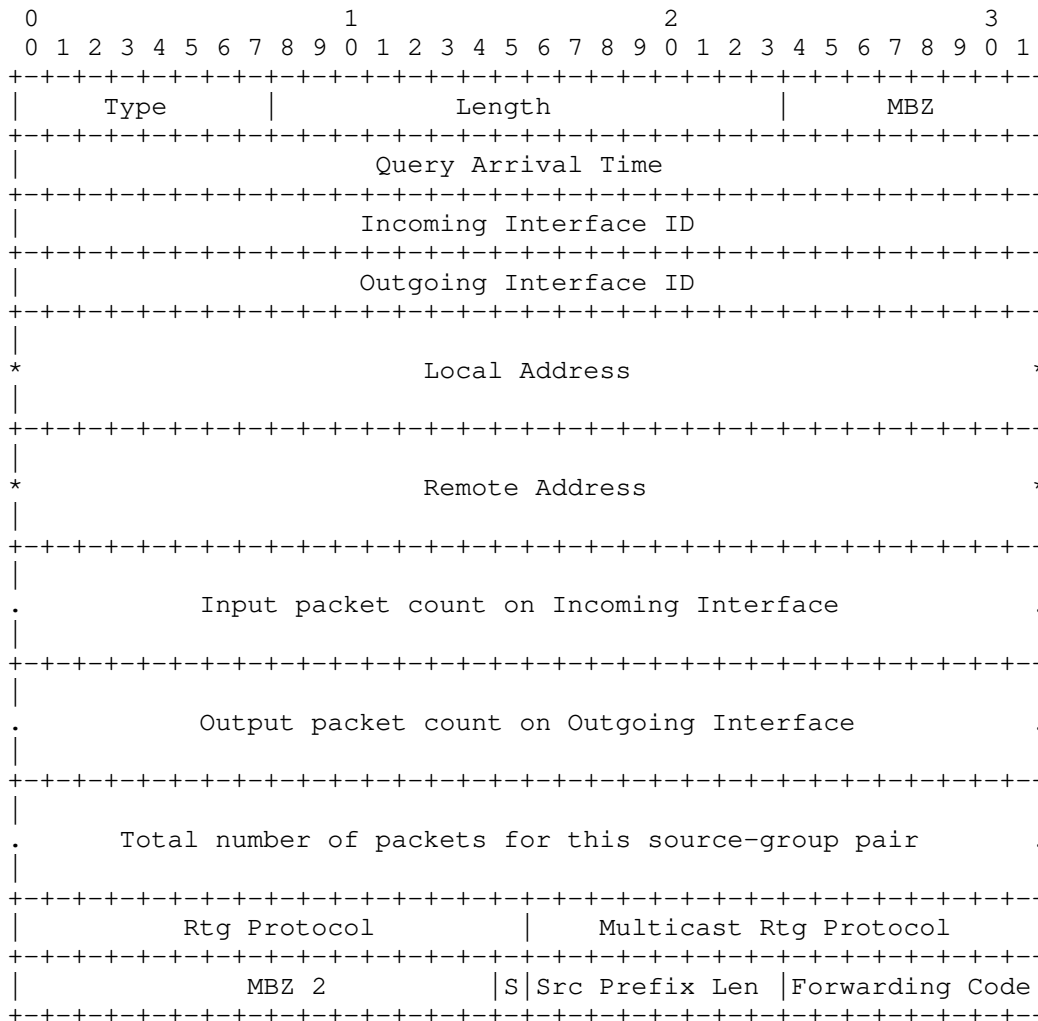 0                   1                   2                   3
0 1 2 3 4 5 6 7 8 9 0 1 2 3 4 5 6 7 8 9 0 1 2 3 4 5 6 7 8 9 0 1
+-+-+-+-+-+-+-+-+-+-+-+-+-+-+-+-+-+-+-+-+-+-+-+-+-+-+-+-+-+-+-+--
|     Type      |           Length              |      MBZ
+-+-+-+-+-+-+-+-+-+-+-+-+-+-+-+-+-+-+-+-+-+-+-+-+-+-+-+-+-+-+-+--
|                      Query Arrival Time
+-+-+-+-+-+-+-+-+-+-+-+-+-+-+-+-+-+-+-+-+-+-+-+-+-+-+-+-+-+-+-+--
|                     Incoming Interface ID
+-+-+-+-+-+-+-+-+-+-+-+-+-+-+-+-+-+-+-+-+-+-+-+-+-+-+-+-+-+-+-+--
|                     Outgoing Interface ID
+-+-+-+-+-+-+-+-+-+-+-+-+-+-+-+-+-+-+-+-+-+-+-+-+-+-+-+-+-+-+-+--
|
*                         Local Address                         *
|
+-+-+-+-+-+-+-+-+-+-+-+-+-+-+-+-+-+-+-+-+-+-+-+-+-+-+-+-+-+-+-+--
|
*                         Remote Address                        *
|
+-+-+-+-+-+-+-+-+-+-+-+-+-+-+-+-+-+-+-+-+-+-+-+-+-+-+-+-+-+-+-+--
|
.           Input packet count on Incoming Interface            .
|
+-+-+-+-+-+-+-+-+-+-+-+-+-+-+-+-+-+-+-+-+-+-+-+-+-+-+-+-+-+-+-+--
|
.           Output packet count on Outgoing Interface           .
|
+-+-+-+-+-+-+-+-+-+-+-+-+-+-+-+-+-+-+-+-+-+-+-+-+-+-+-+-+-+-+-+--
|
.      Total number of packets for this source-group pair       .
|
+-+-+-+-+-+-+-+-+-+-+-+-+-+-+-+-+-+-+-+-+-+-+-+-+-+-+-+-+-+-+-+--
|          Rtg Protocol         |    Multicast Rtg Protocol
+-+-+-+-+-+-+-+-+-+-+-+-+-+-+-+-+-+-+-+-+-+-+-+-+-+-+-+-+-+-+-+--
|              MBZ 2          |S|Src Prefix Len |Forwarding Code
+-+-+-+-+-+-+-+-+-+-+-+-+-+-+-+-+-+-+-+-+-+-+-+-+-+-+-+-+-+-+-+--